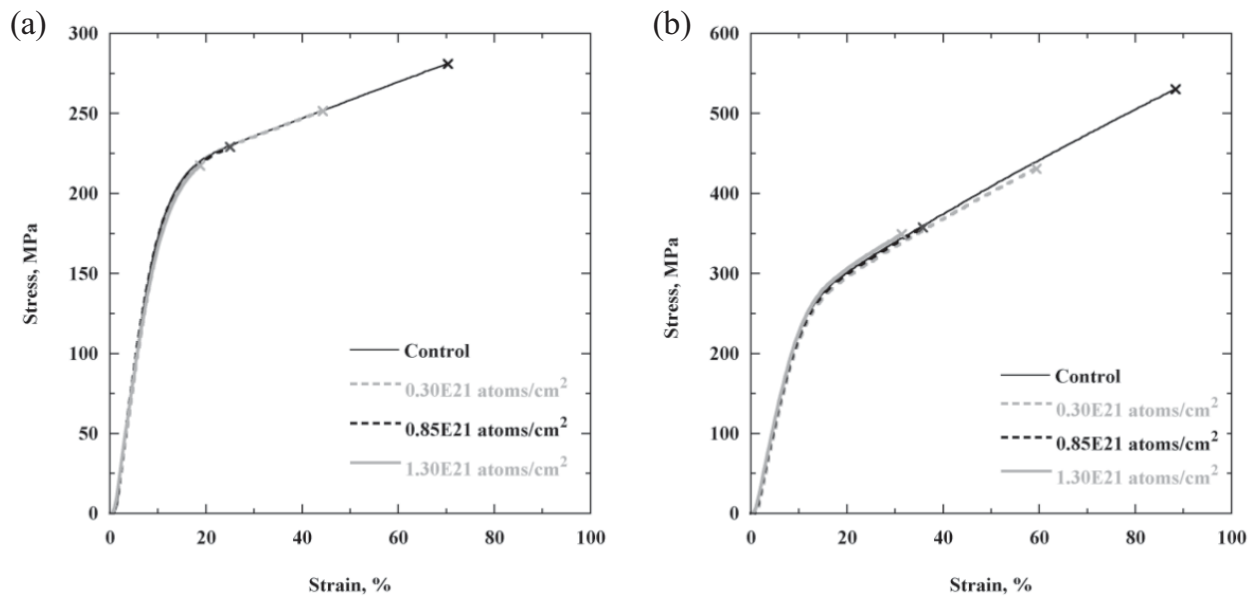 (a)
300
250
200
150
100
50
0
Stress, MPa
Control
0.30E21 atoms/cm²
0.85E21 atoms/cm²
1.30E21 atoms/cm²
0 20 40 60 80 100
Strain, %
(b)
600
500
400
300
200
100
0
Stress, MPa
Control
0.30E21 atoms/cm²
0.85E21 atoms/cm²
1.30E21 atoms/cm²
0 20 40 60 80 100
Strain, %